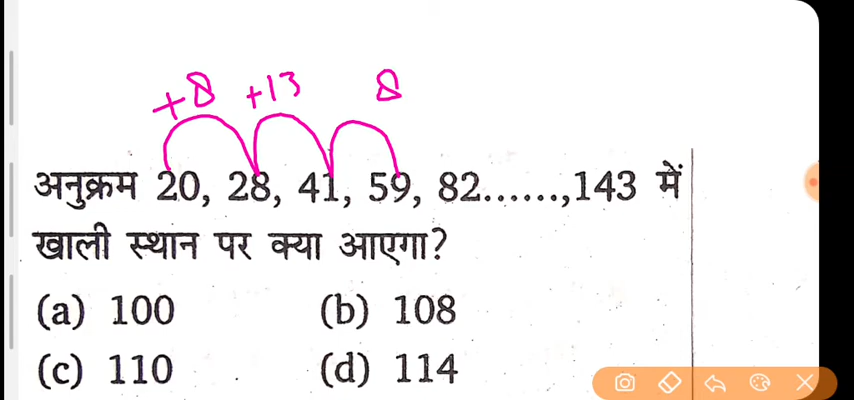 +8 +13 8
अनुक्रम 20, 28, 41, 59, 82......,143 में
खाली स्थान पर क्या आएगा?
(a) 100 (b) 108
(c) 110 (d) 114